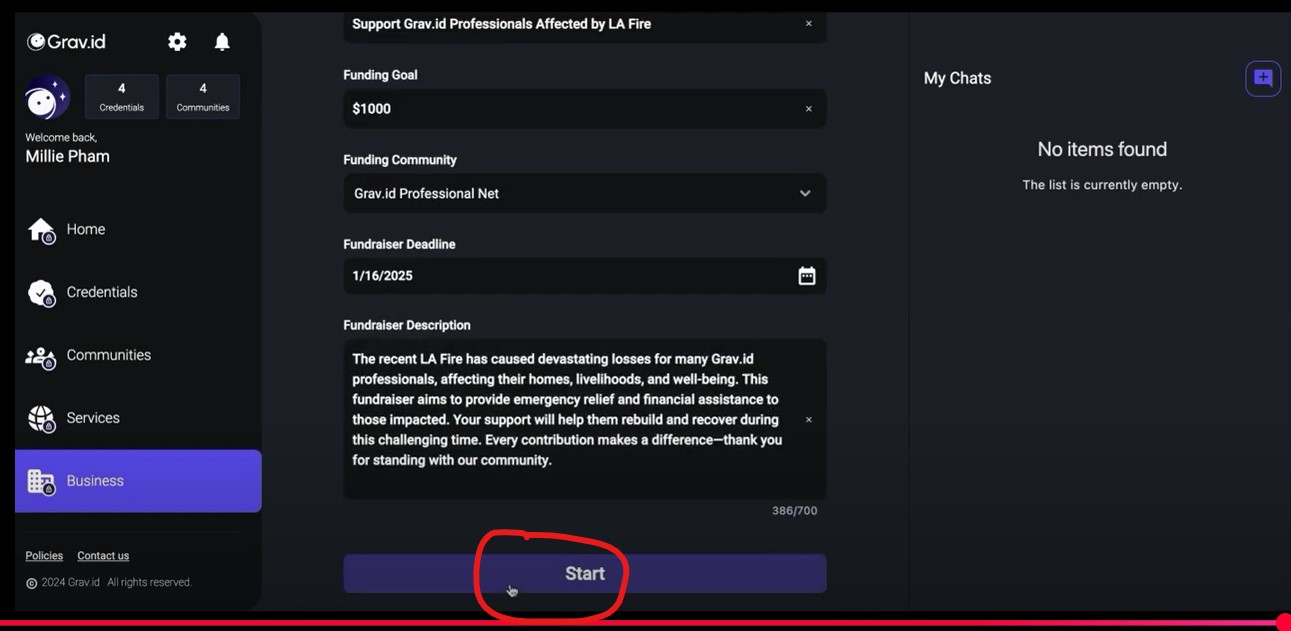 Grav.id
4
Credentials
4
Communities
Welcome back,
Millie Pham
Home
Credentials
Communities
Services
Business
Policies Contact us
© 2024 Grav.id All rights reserved.
Support Grav.id Professionals Affected by LA Fire ×
Funding Goal
$1000 ×
Funding Community
Grav.id Professional Net
Fundraiser Deadline
1/16/2025
Fundraiser Description
The recent LA Fire has caused devastating losses for many Grav.id
professionals, affecting their homes, livelihoods, and well-being. This
fundraiser aims to provide emergency relief and financial assistance to
those impacted. Your support will help them rebuild and recover during
this challenging time. Every contribution makes a difference—thank you
for standing with our community.
386/700
Start
My Chats
No items found
The list is currently empty.